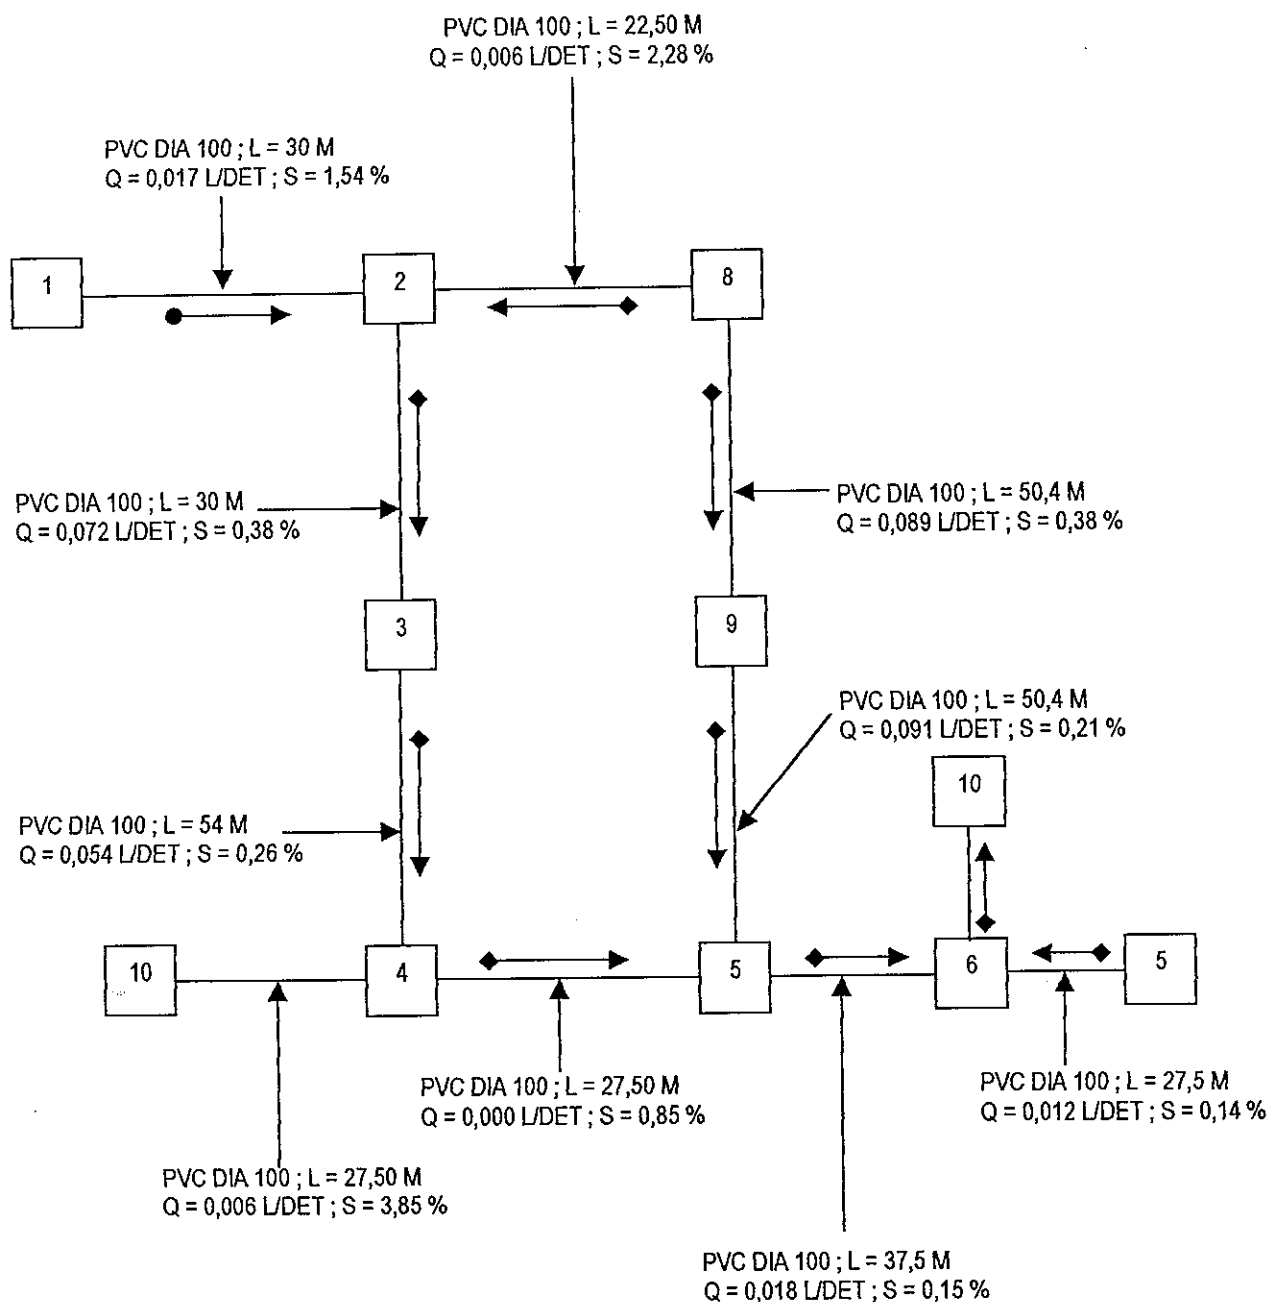 PVC DIA 100 ; L = 22,50 M
Q = 0,006 L/DET ; S = 2,28 %
PVC DIA 100 ; L = 30 M
Q = 0,017 L/DET ; S = 1,54 %
1
2
8
PVC DIA 100 ; L = 30 M
Q = 0,072 L/DET ; S = 0,38 %
PVC DIA 100 ; L = 50,4 M
Q = 0,089 L/DET ; S = 0,38 %
3
9
PVC DIA 100 ; L = 50,4 M
Q = 0,091 L/DET ; S = 0,21 %
10
PVC DIA 100 ; L = 54 M
Q = 0,054 L/DET ; S = 0,26 %
10
4
5
6
5
PVC DIA 100 ; L = 27,50 M
Q = 0,000 L/DET ; S = 0,85 %
PVC DIA 100 ; L = 27,5 M
Q = 0,012 L/DET ; S = 0,14 %
PVC DIA 100 ; L = 27,50 M
Q = 0,006 L/DET ; S = 3,85 %
PVC DIA 100 ; L = 37,5 M
Q = 0,018 L/DET ; S = 0,15 %